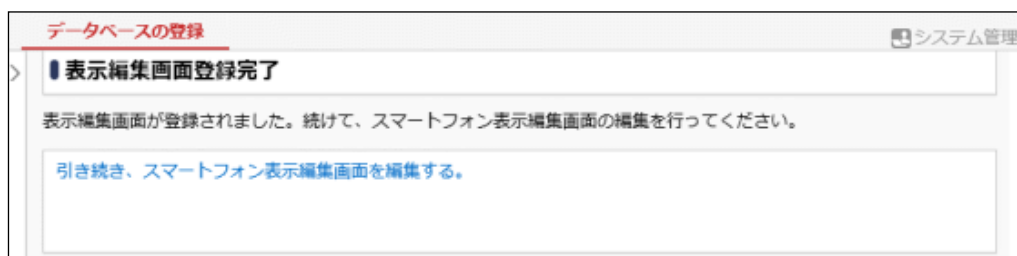 データベースの登録
システム管理
表示編集画面登録完了
表示編集画面が登録されました。続けて、スマートフォン表示編集画面の編集を行ってください。
引き続き、スマートフォン表示編集画面を編集する。